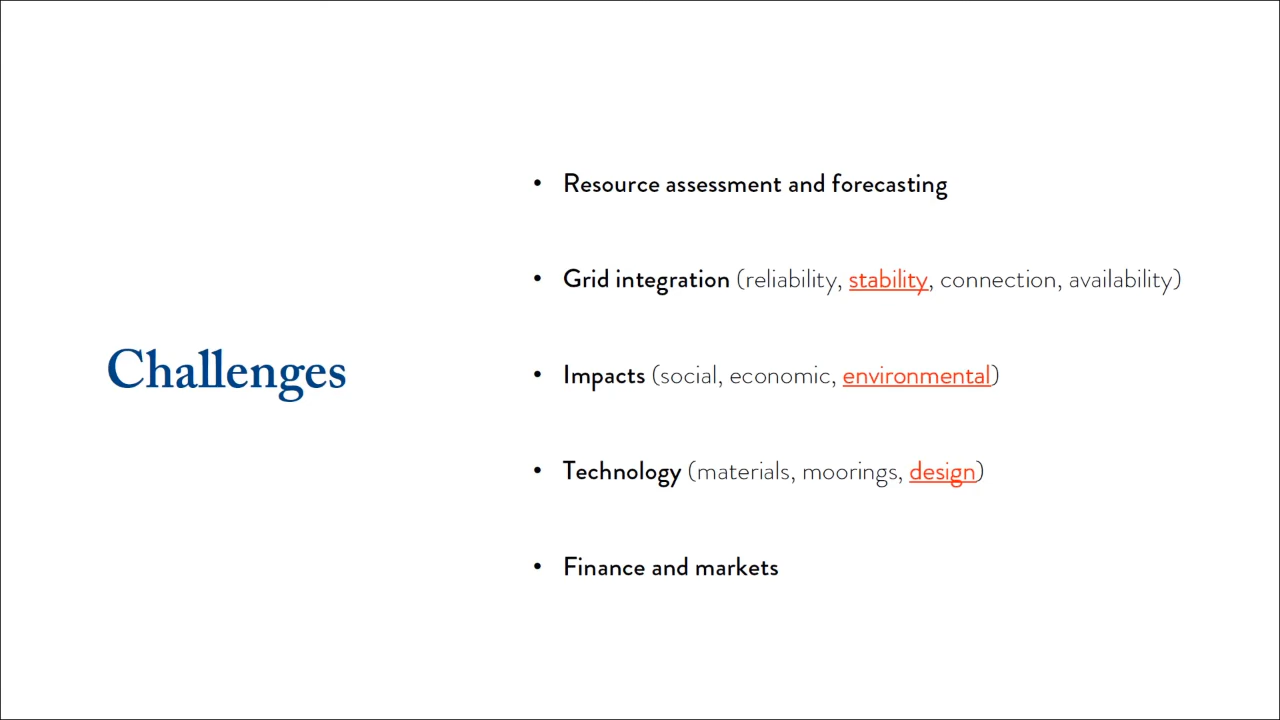 Challenges
• Resource assessment and forecasting
• Grid integration (reliability, stability, connection, availability)
• Impacts (social, economic, environmental)
• Technology (materials, moorings, design)
• Finance and markets